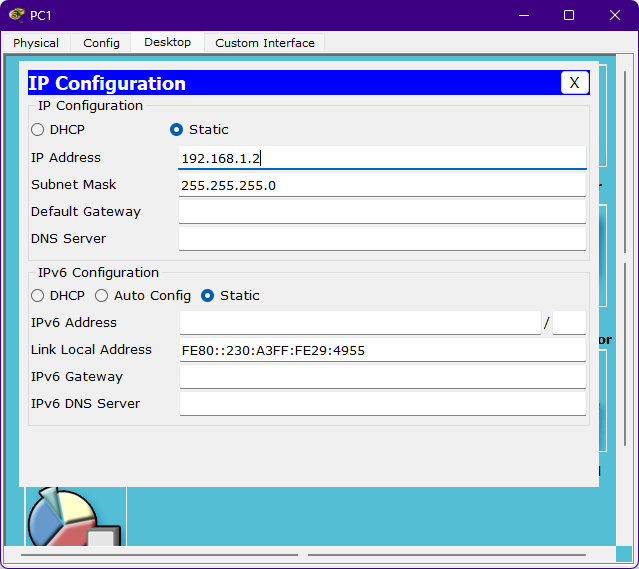 PC1
Physical Config Desktop Custom Interface
IP Configuration X
IP Configuration
DHCP Static
IP Address 192.168.1.2
Subnet Mask 255.255.255.0
Default Gateway
DNS Server
IPv6 Configuration
DHCP Auto Config Static
IPv6 Address /
Link Local Address FE80::230:A3FF:FE29:4955
IPv6 Gateway
IPv6 DNS Server